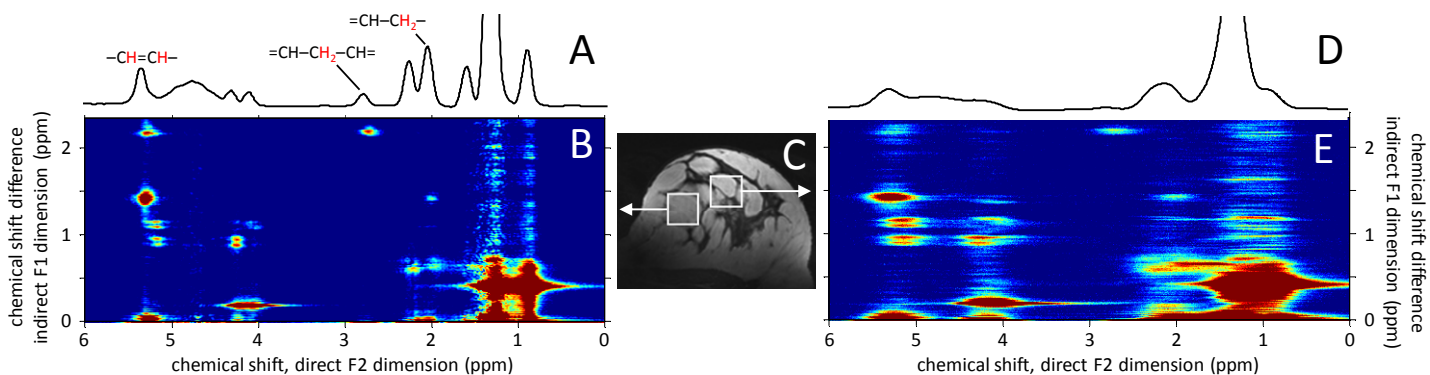 =CH–CH2–
A
D
=CH–CH2–CH=
–CH=CH–
chemical shift difference
indirect F1 dimension (ppm)
2
1
0
B
C
E
2
1
0
chemical shift difference
indirect F1 dimension (ppm)
6 5 4 3 2 1 0
6 5 4 3 2 1 0
chemical shift, direct F2 dimension (ppm)
chemical shift, direct F2 dimension (ppm)